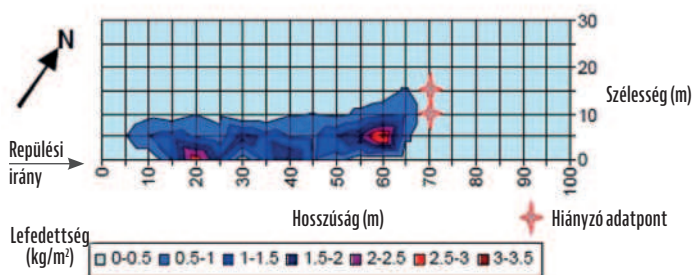 N
30
20
10
0
Szélesség (m)
Repülési
irány
0 10 20 30 40 50 60 70 80 90 100
Hosszúság (m)
Hiányzó adatpont
Lefedettség
(kg/m²)
0-0.5 0.5-1 1-1.5 1.5-2 2-2.5 2.5-3 3-3.5